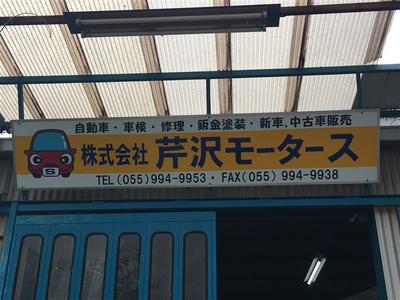 自動車・車検・修理・鈑金塗装・新車、中古車販売
株式会社 芹沢モータース
S
TEL(055)994-9953・FAX(055)994-9938